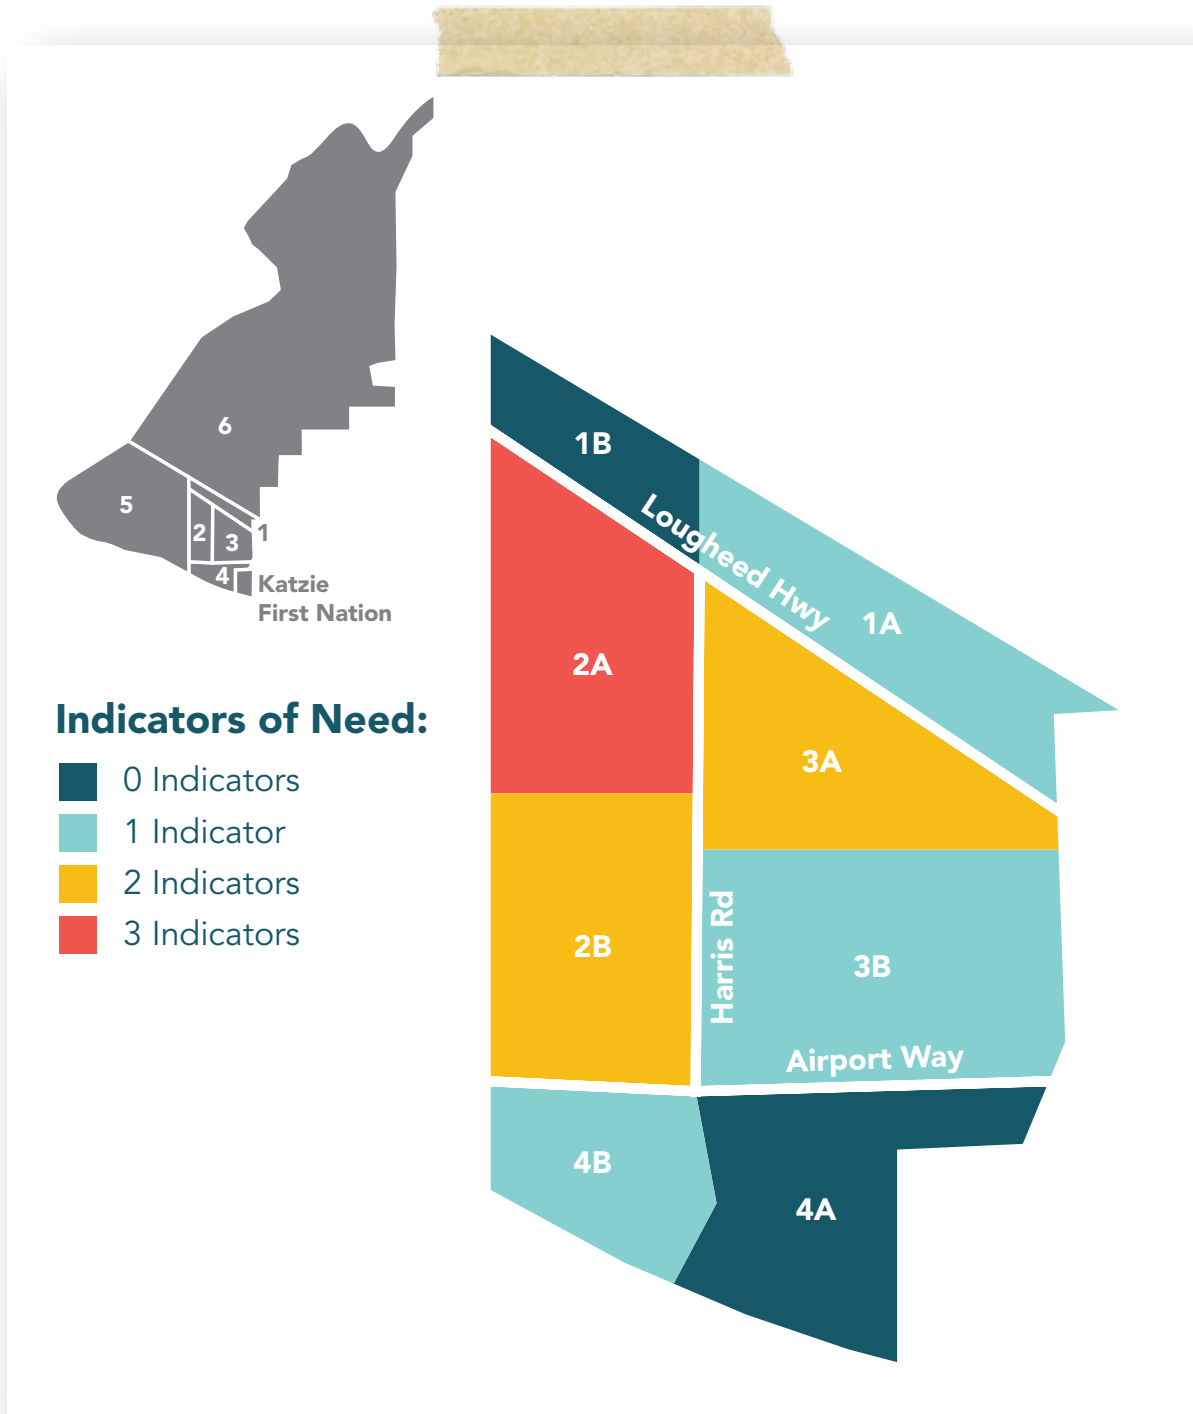 6
5
2
3
1
4
Katzie
First Nation
Indicators of Need:
0 Indicators
1 Indicator
2 Indicators
3 Indicators
1B
Lougheed Hwy
1A
2A
3A
2B
Harris Rd
3B
Airport Way
4B
4A